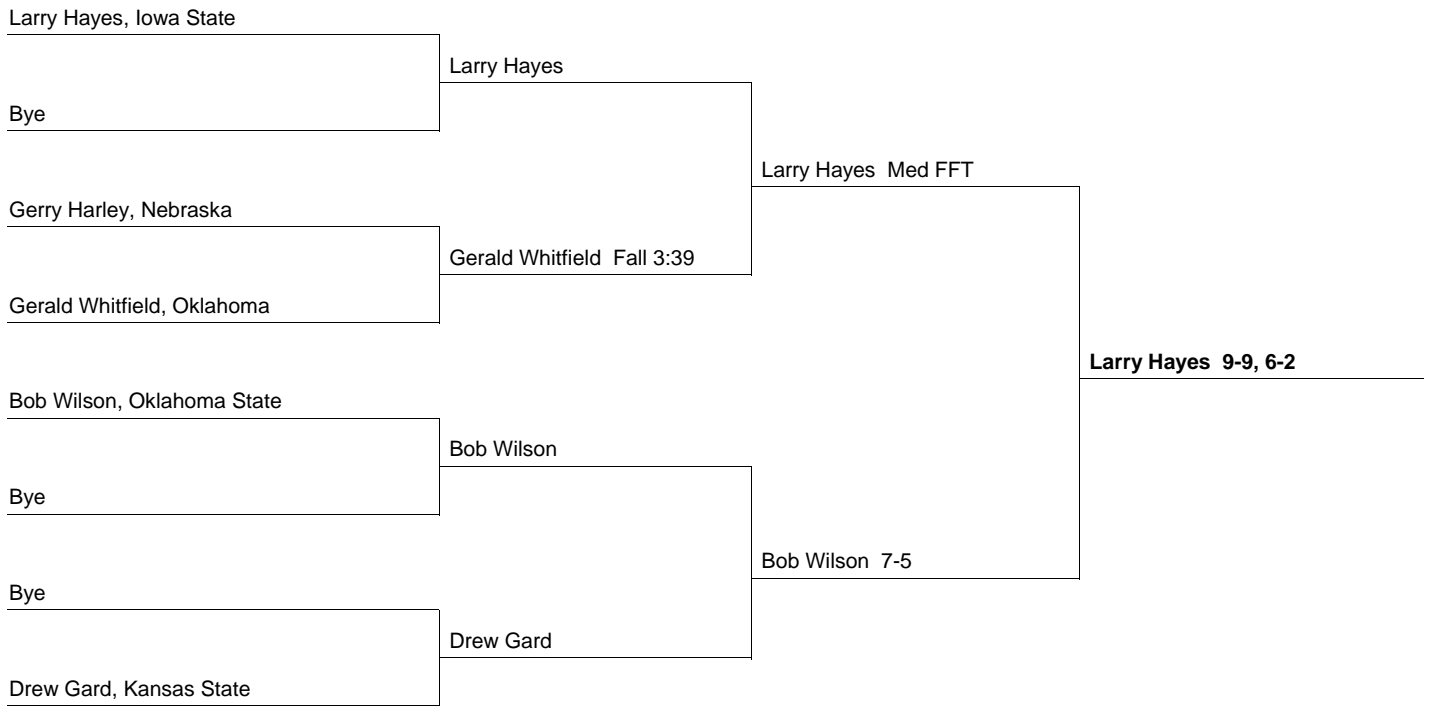 Larry Hayes, Iowa State
Larry Hayes
Bye
Larry Hayes  Med FFT
Gerry Harley, Nebraska
Gerald Whitfield  Fall 3:39
Gerald Whitfield, Oklahoma
Larry Hayes  9-9, 6-2
Bob Wilson, Oklahoma State
Bob Wilson
Bye
Bob Wilson  7-5
Bye
Drew Gard
Drew Gard, Kansas State